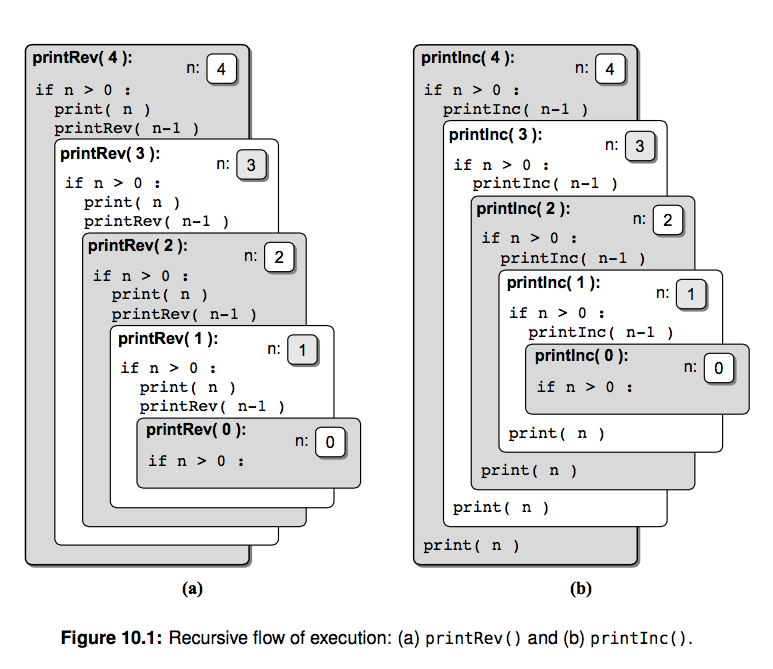 printRev( 4 ):
n: 4
if n > 0 :
print( n )
printRev( n-1 )
printRev( 3 ):
n: 3
if n > 0 :
print( n )
printRev( n-1 )
printRev( 2 ):
n: 2
if n > 0 :
print( n )
printRev( n-1 )
printRev( 1 ):
n: 1
if n > 0 :
print( n )
printRev( n-1 )
printRev( 0 ):
n: 0
if n > 0 :
(a)
printInc( 4 ):
n: 4
if n > 0 :
printInc( n-1 )
printInc( 3 ):
n: 3
if n > 0 :
printInc( n-1 )
printInc( 2 ):
n: 2
if n > 0 :
printInc( n-1 )
printInc( 1 ):
n: 1
if n > 0 :
printInc( n-1 )
printInc( 0 ):
n: 0
if n > 0 :
print( n )
print( n )
print( n )
print( n )
(b)
Figure 10.1: Recursive flow of execution: (a) printRev() and (b) printInc().